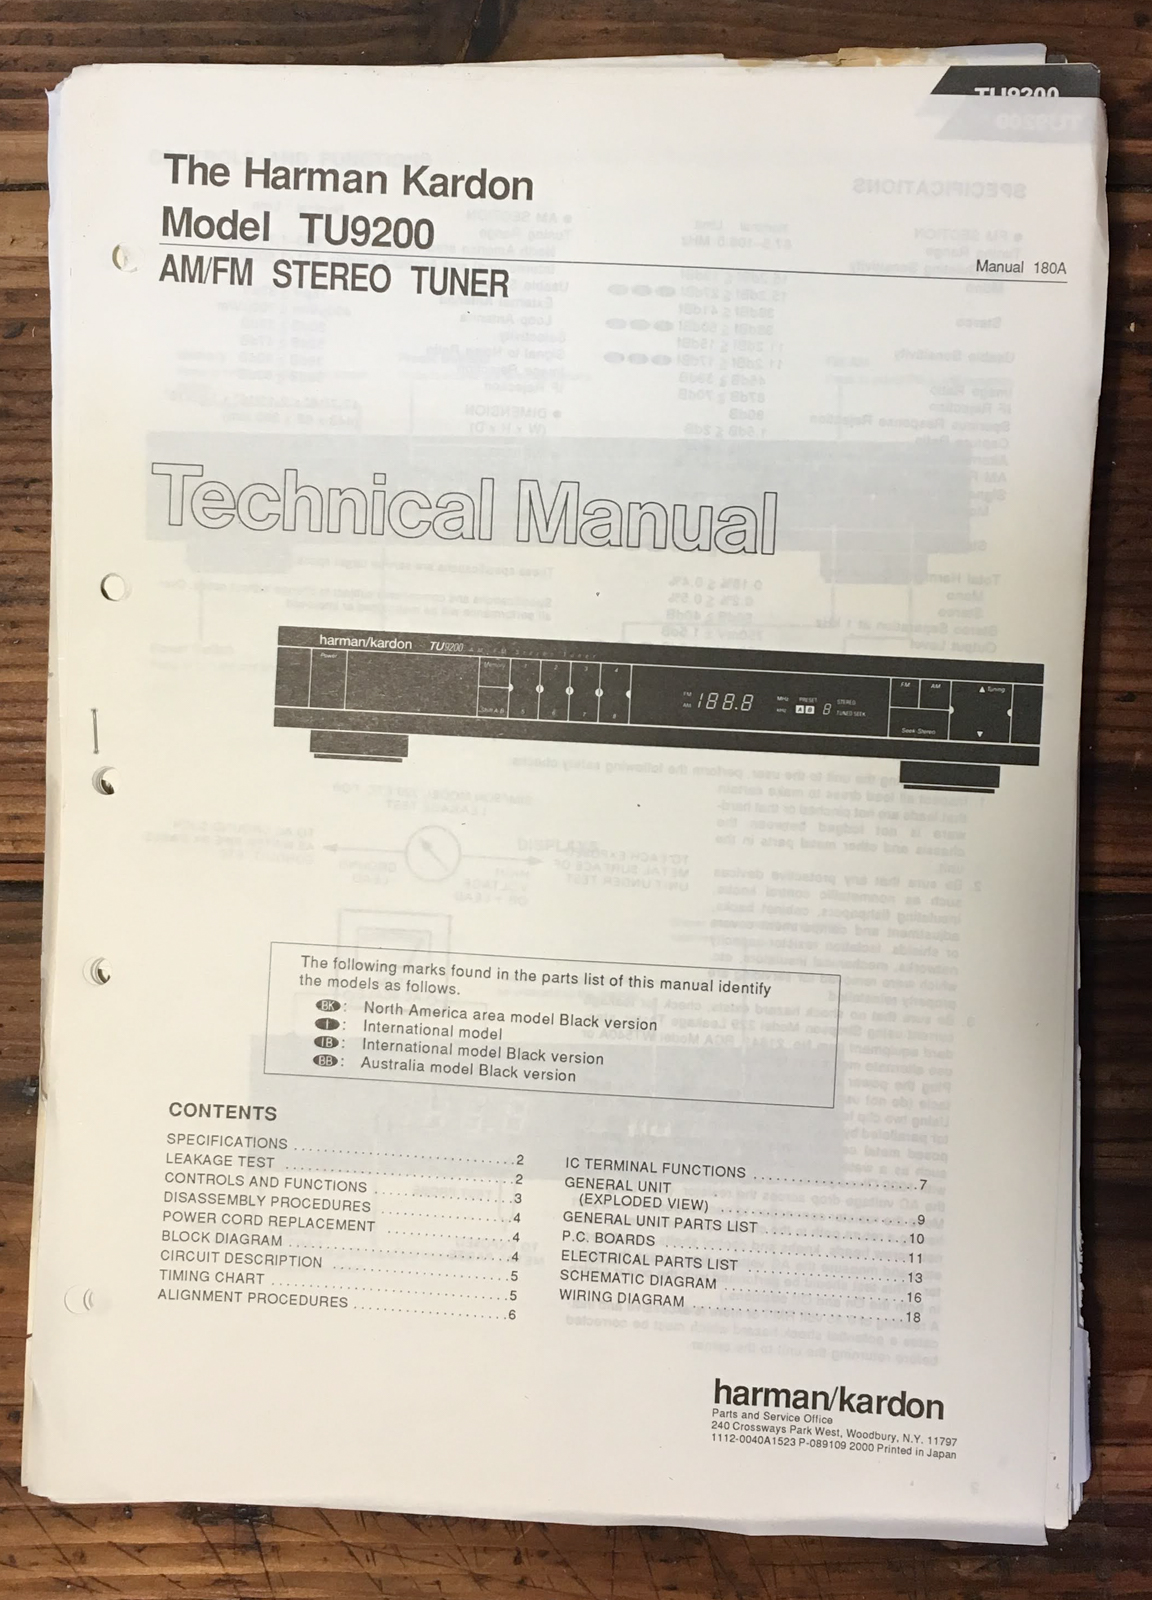 TU9200
The Harman Kardon
Model TU9200
Manual 180A
AM/FM STEREO TUNER
Technical Manual
harman/kardon TU9200
Power
Memory
1 2 3 4
5 6 7 8
FM
AM
188.8
MHz
KHz
PRESET
A B 8
STEREO
TUNED SEEK
FM AM
Tuning
Seek Stereo
The following marks found in the parts list of this manual identify
the models as follows.
BK : North America area model Black version
I : International model
IB : International model Black version
BB : Australia model Black version
CONTENTS
SPECIFICATIONS ..............................2
LEAKAGE TEST ..............................2
CONTROLS AND FUNCTIONS ....................3
DISASSEMBLY PROCEDURES ....................4
POWER CORD REPLACEMENT ....................4
BLOCK DIAGRAM ..............................4
CIRCUIT DESCRIPTION ........................5
TIMING CHART ..............................5
ALIGNMENT PROCEDURES ......................6
IC TERMINAL FUNCTIONS ......................7
GENERAL UNIT
(EXPLODED VIEW) ............................9
GENERAL UNIT PARTS LIST ....................10
P.C. BOARDS ................................11
ELECTRICAL PARTS LIST ......................13
SCHEMATIC DIAGRAM ..........................16
WIRING DIAGRAM ............................18
harman/kardon
Parts and Service Office
240 Crossways Park West, Woodbury, N.Y. 11797
1112-0040A1523 P-089109 2000 Printed in Japan